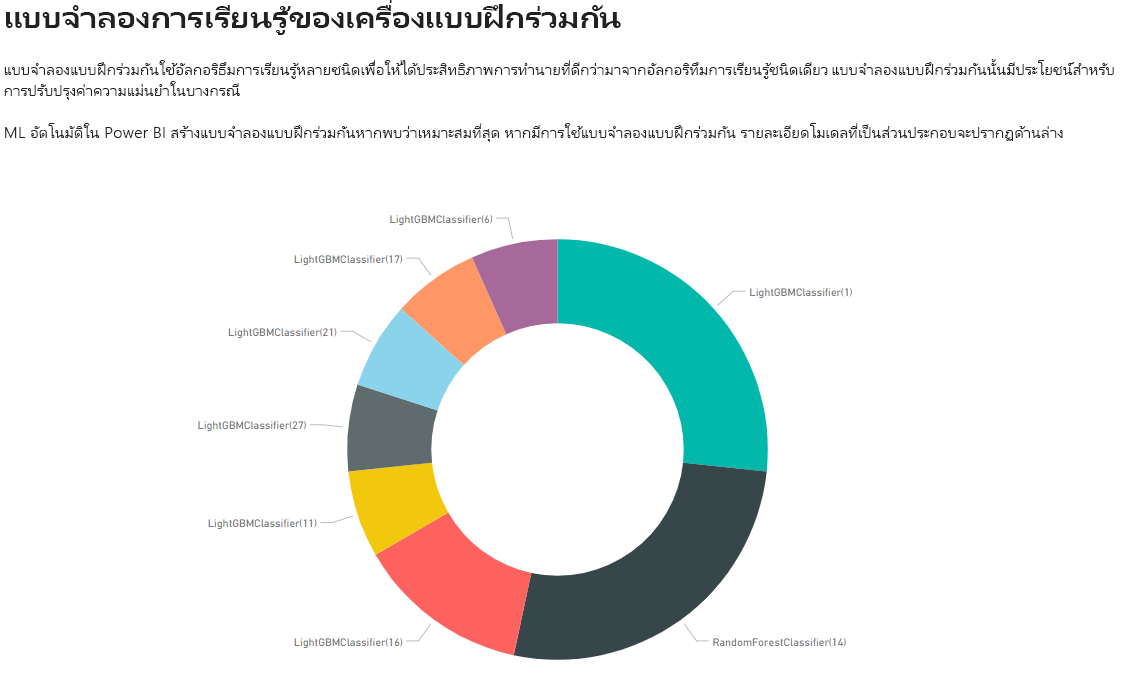 แบบจำลองการเรียนรู้ของเครื่องแบบฝึกร่วมกัน
แบบจำลองแบบฝึกร่วมกันใช้อัลกอริธึมการเรียนรู้หลายชนิดเพื่อให้ได้ประสิทธิภาพการทำนายที่ดีกว่ามาจากอัลกอริทึมการเรียนรู้ชนิดเดียว แบบจำลองแบบฝึกร่วมกันนั้นมีประโยชน์สำหรับ
การปรับปรุงค่าความแม่นยำในบางกรณี
ML อัตโนมัติใน Power BI สร้างแบบจำลองแบบฝึกร่วมกันหากพบว่าเหมาะสมที่สุด หากมีการใช้แบบจำลองแบบฝึกร่วมกัน รายละเอียดโมเดลที่เป็นส่วนประกอบจะปรากฏด้านล่าง
LightGBMClassifier(6)
LightGBMClassifier(17)
LightGBMClassifier(1)
LightGBMClassifier(21)
LightGBMClassifier(27)
LightGBMClassifier(11)
LightGBMClassifier(16)
RandomForestClassifier(14)